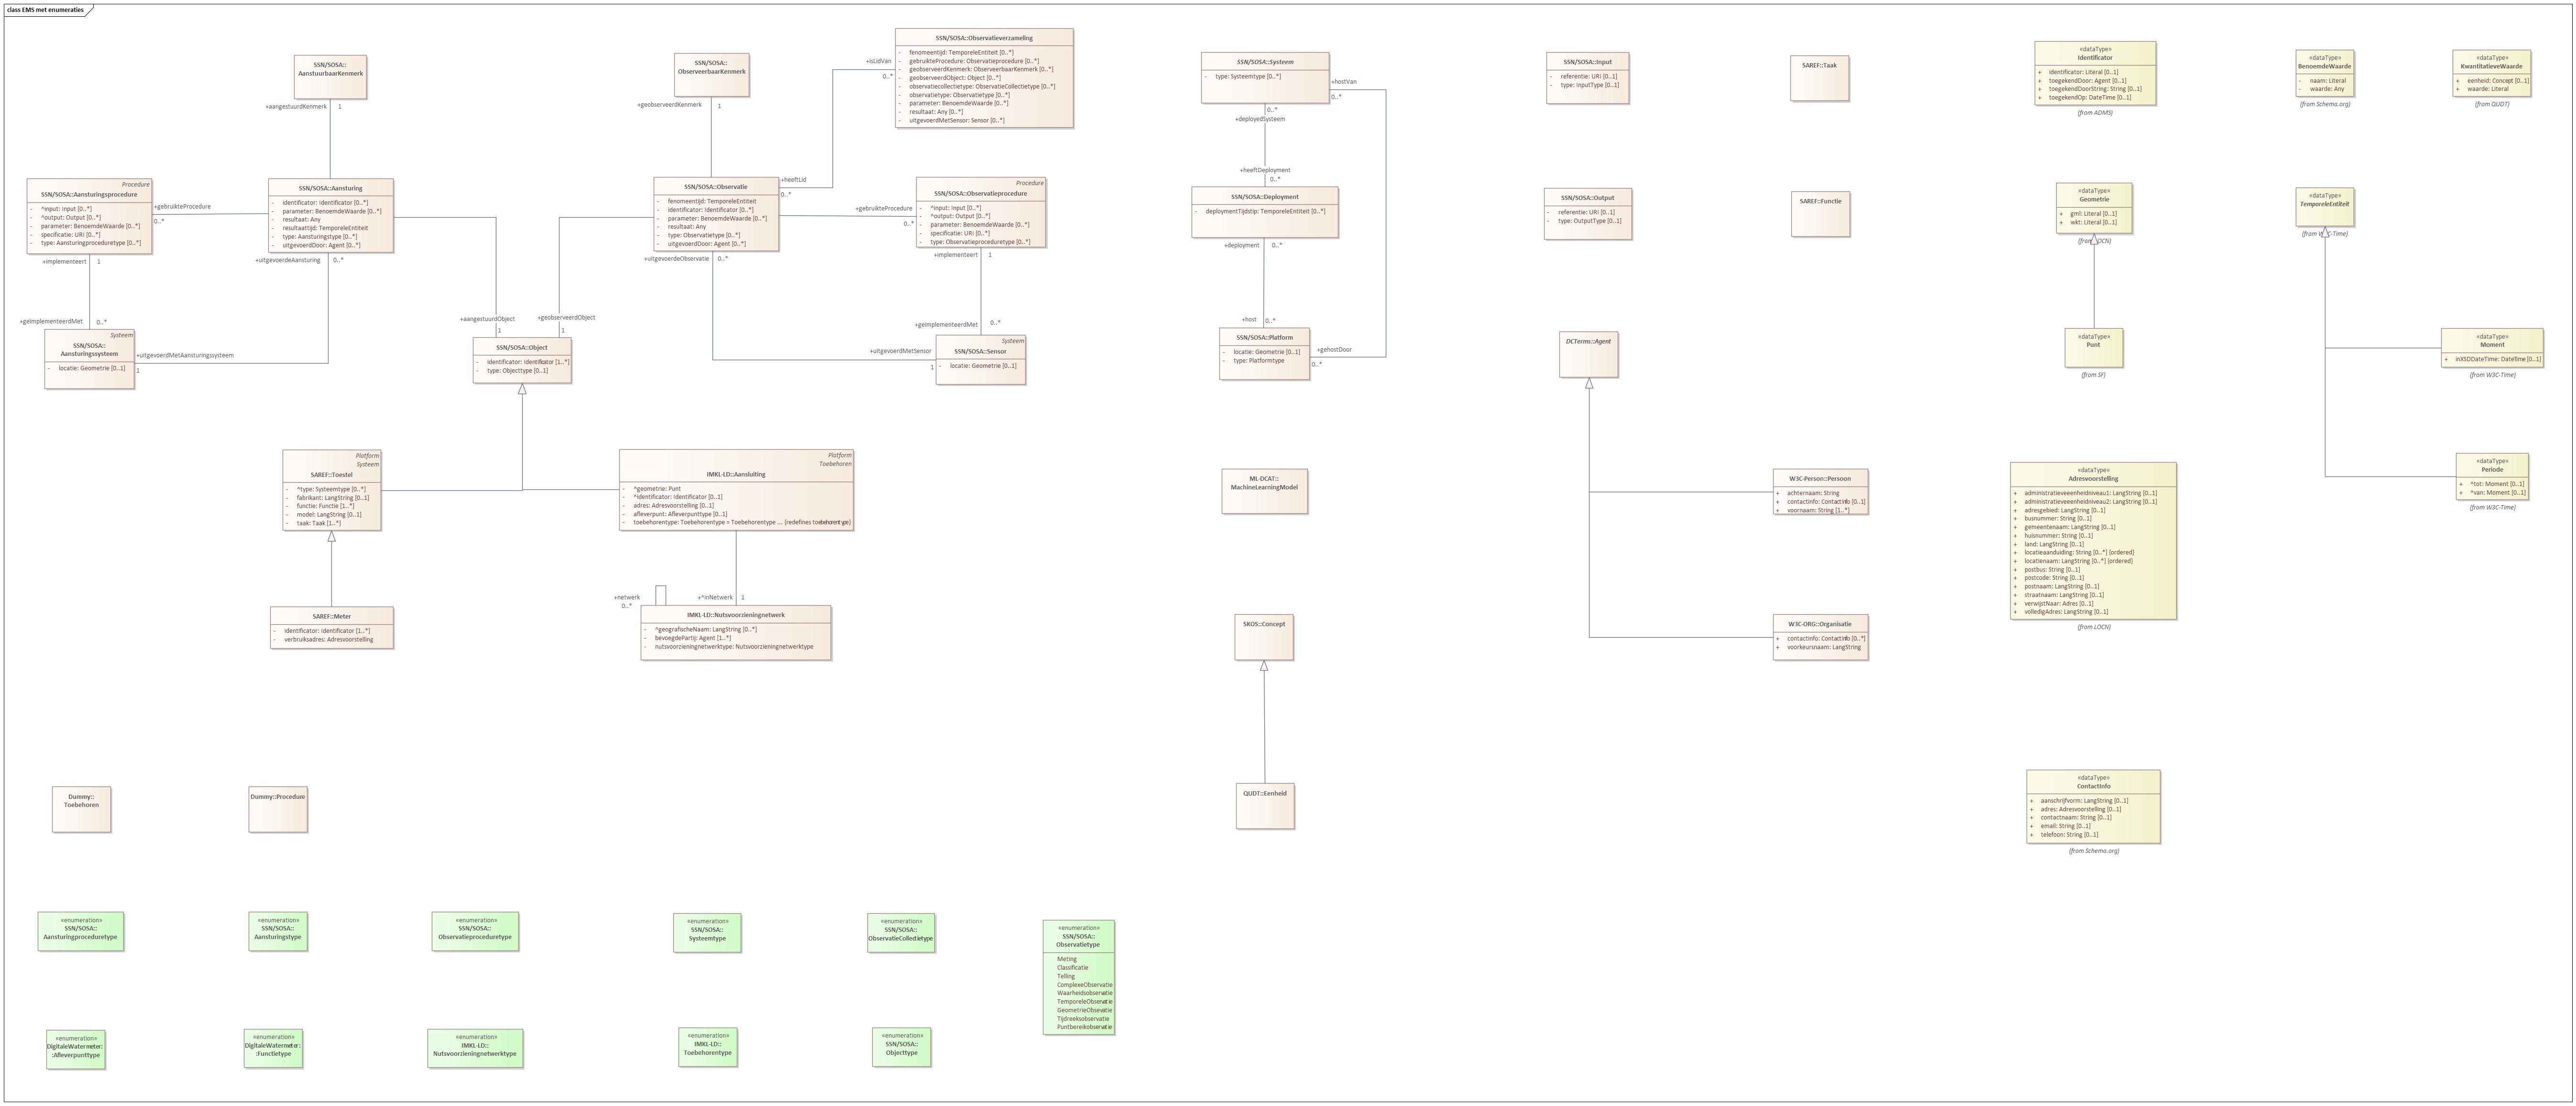 class EMS met enumeraties
SSN/SOSA::
AanstuurbaarKenmerk
+aangestuurdKenmerk
1
Procedure
SSN/SOSA::Aansturingsprocedure
- ^input: Input [0..*]
- ^output: Output [0..*]
- parameter: BenoemdeWaarde [0..*]
- specificatie: URI [0..*]
- type: Aansturingproceduretype [0..*]
+gebruikteProcedure
0..*
SSN/SOSA::Aansturing
- identificator: Identificator [0..*]
- parameter: BenoemdeWaarde [0..*]
- resultaat: Any
- resultaattijd: TemporeleEntiteit
- type: Aansturingstype [0..*]
- uitgevoerdDoor: Agent [0..*]
+implementeert
1
+geïmplementeerdMet
0..*
+uitgevoerdeAansturing
0..*
Systeem
SSN/SOSA::
Aansturingssysteem
- locatie: Geometrie [0..1]
+uitgevoerdMetAansturingssysteem
1
SSN/SOSA::
ObserveerbaarKenmerk
+geobserveerdKenmerk
1
SSN/SOSA::Observatieverzameling
- fenomeentijd: TemporeleEntiteit [0..*]
- gebruikteProcedure: Observatieprocedure [0..*]
- geobserveerdKenmerk: ObserveerbaarKenmerk [0..*]
- geobserveerdObject: Object [0..*]
- observatiecollectietype: ObservatieCollectietype [0..*]
- observatietype: Observatietype [0..*]
- parameter: BenoemdeWaarde [0..*]
- resultaat: Any [0..*]
- uitgevoerdMetSensor: Sensor [0..*]
+isLidVan
0..*
+heeftLid
0..*
SSN/SOSA::Observatie
- fenomeentijd: TemporeleEntiteit
- identificator: Identificator [0..*]
- parameter: BenoemdeWaarde [0..*]
- resultaat: Any
- type: Observatietype [0..*]
- uitgevoerdDoor: Agent [0..*]
+gebruikteProcedure
0..*
Procedure
SSN/SOSA::Observatieprocedure
- ^input: Input [0..*]
- ^output: Output [0..*]
- parameter: BenoemdeWaarde [0..*]
- specificatie: URI [0..*]
- type: Observatieproceduretype [0..*]
+uitgevoerdeObservatie
0..*
+implementeert
1
+geïmplementeerdMet
0..*
+uitgevoerdMetSensor
1
Systeem
SSN/SOSA::Sensor
- locatie: Geometrie [0..1]
+aangestuurdObject
1
+geobserveerdObject
1
SSN/SOSA::Object
- identificator: Identificator [1..*]
- type: Objecttype [0..1]
Platform
Systeem
SAREF::Toestel
- ^type: Systeemtype [0..*]
- fabrikant: LangString [0..1]
- functie: Functie [1..*]
- model: LangString [0..1]
- taak: Taak [1..*]
Platform
Toebehoren
IMKL-LD::Aansluiting
- ^geometrie: Punt
- ^identificator: Identificator [0..1]
- adres: Adresvoorstelling [0..1]
- afleverpunt: Afleverpunttype [0..1]
- toebehorentype: Toebehorentype = Toebehorentype ... {redefines toebehorentype}
SAREF::Meter
- identificator: Identificator [1..*]
- verbruiksadres: Adresvoorstelling
+netwerk
0..*
+^inNetwerk
1
IMKL-LD::Nutsvoorzieningnetwerk
- ^geografischeNaam: LangString [0..*]
- bevoegdePartij: Agent [1..*]
- nutsvoorzieningnetwerktype: Nutsvoorzieningnetwerktype
SSN/SOSA::Systeem
- type: Systeemtype [0..*]
+hostVan
0..*
0..*
+deployedSysteem
+heeftDeployment
0..*
SSN/SOSA::Deployment
- deploymentTijdstip: TemporeleEntiteit [0..*]
+deployment
0..*
+host
0..*
SSN/SOSA::Platform
- locatie: Geometrie [0..1]
- type: Platformtype
+gehostDoor
0..*
ML-DCAT::
MachineLearningModel
SKOS::Concept
QUDT::Eenheid
SSN/SOSA::Input
- referentie: URI [0..1]
- type: InputType [0..1]
SSN/SOSA::Output
- referentie: URI [0..1]
- type: OutputType [0..1]
SAREF::Taak
SAREF::Functie
DCTerms::Agent
W3C-Person::Persoon
+ achternaam: String
+ contactinfo: ContactInfo [0..1]
+ voornaam: String [1..*]
W3C-ORG::Organisatie
+ contactinfo: ContactInfo [0..*]
+ voorkeursnaam: LangString
«dataType»
Identificator
+ identificator: Literal [0..1]
+ toegekendDoor: Agent [0..1]
+ toegekendDoorString: String [0..1]
+ toegekendOp: DateTime [0..1]
(from ADMS)
«dataType»
Geometrie
+ gml: Literal [0..1]
+ wkt: Literal [0..1]
(from LOCN)
«dataType»
Punt
(from SF)
«dataType»
Adresvoorstelling
+ administratieveeenheidniveau1: LangString [0..1]
+ administratieveeenheidniveau2: LangString [0..1]
+ adresgebied: LangString [0..1]
+ busnummer: String [0..1]
+ gemeentenaam: LangString [0..1]
+ huisnummer: String [0..1]
+ land: LangString [0..1]
+ locatieaanduiding: String [0..*] {ordered}
+ locatienaam: LangString [0..*] {ordered}
+ postbus: String [0..1]
+ postcode: String [0..1]
+ postnaam: LangString [0..1]
+ straatnaam: LangString [0..1]
+ verwijstNaar: Adres [0..1]
+ volledigAdres: LangString [0..1]
(from LOCN)
«dataType»
ContactInfo
+ aanschrijfvorm: LangString [0..1]
+ adres: Adresvoorstelling [0..1]
+ contactnaam: String [0..1]
+ email: String [0..1]
+ telefoon: String [0..1]
(from Schema.org)
«dataType»
BenoemdeWaarde
- naam: Literal
- waarde: Any
(from Schema.org)
«dataType»
KwantitatieveWaarde
+ eenheid: Concept [0..1]
+ waarde: Literal
(from QUDT)
«dataType»
TemporeleEntiteit
(from W3C-Time)
«dataType»
Moment
+ inXSDDateTime: DateTime [0..1]
(from W3C-Time)
«dataType»
Periode
+ ^tot: Moment [0..1]
+ ^van: Moment [0..1]
(from W3C-Time)
Dummy::
Toebehoren
Dummy::Procedure
«enumeration»
SSN/SOSA::
Aansturingproceduretype
«enumeration»
SSN/SOSA::
Aansturingstype
«enumeration»
SSN/SOSA::
Observatieproceduretype
«enumeration»
SSN/SOSA::
Systeemtype
«enumeration»
SSN/SOSA::
ObservatieCollectietype
«enumeration»
SSN/SOSA::
Observatietype
Meting
Classificatie
Telling
ComplexeObservatie
Waarheidsobservatie
TemporeleObservatie
GeometrieObsevatie
Tijdreeksobservatie
Puntbereikobservatie
«enumeration»
DigitaleWatermeter:
:Afleverpunttype
«enumeration»
DigitaleWatermeter:
:Functietype
«enumeration»
IMKL-LD::
Nutsvoorzieningnetwerktype
«enumeration»
IMKL-LD::
Toebehorentype
«enumeration»
SSN/SOSA::
Objecttype